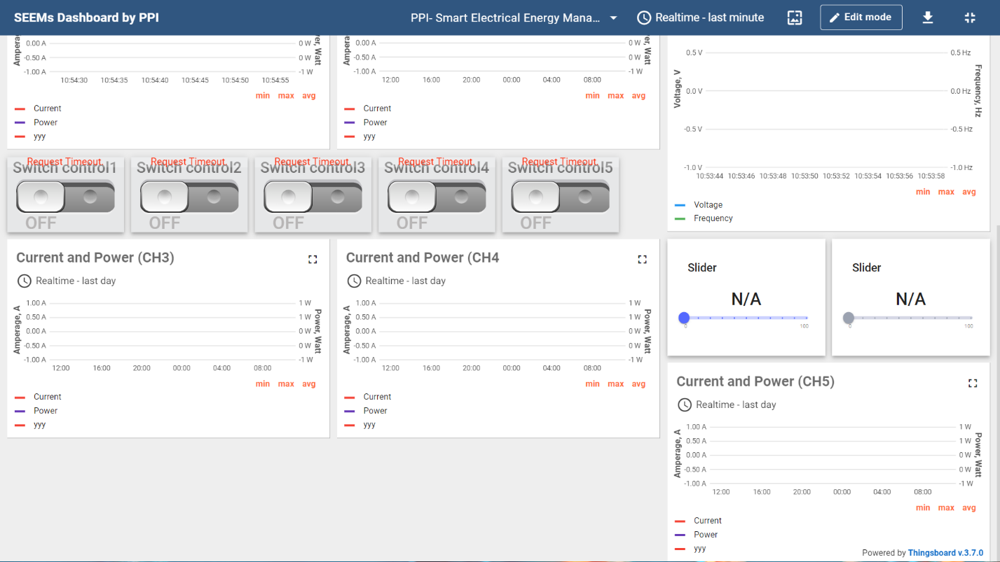 SEEMs Dashboard by PPI
PPI- Smart Electrical Energy Mana...
Realtime - last minute
Edit mode
Amperag
0.00 A
-0.50 A
-1.00 A
0 W
0 W
-1 W
er, Watt
10:54:30 10:54:35 10:54:40 10:54:45 10:54:50 10:54:55
min max avg
Current
Power
yyy
Amperag
0.00 A
-0.50 A
-1.00 A
0 W
0 W
-1 W
er, Watt
12:00 16:00 20:00 00:00 04:00 08:00
min max avg
Current
Power
yyy
Voltage, V
0.5 V
0.0 V
-0.5 V
-1.0 V
0.5 Hz
0.0 Hz
-0.5 Hz
-1.0 Hz
Frequency, Hz
10:53:44 10:53:46 10:53:48 10:53:50 10:53:52 10:53:54 10:53:56 10:53:58
min max avg
Voltage
Frequency
Request Timeout
Switch control1
OFF
Request Timeout
Switch control2
OFF
Request Timeout
Switch control3
OFF
Request Timeout
Switch control4
OFF
Request Timeout
Switch control5
OFF
Current and Power (CH3)
Realtime - last day
Amperage, A
1.00 A
0.50 A
0.00 A
-0.50 A
-1.00 A
1 W
1 W
0 W
0 W
-1 W
Power, Watt
12:00 16:00 20:00 00:00 04:00 08:00
min max avg
Current
Power
yyy
Current and Power (CH4
Realtime - last day
Amperage, A
1.00 A
0.50 A
0.00 A
-0.50 A
-1.00 A
1 W
1 W
0 W
0 W
-1 W
Power, Watt
12:00 16:00 20:00 00:00 04:00 08:00
min max avg
Current
Power
yyy
Slider
N/A
0 100
Slider
N/A
0 100
Current and Power (CH5)
Realtime - last day
Amperage, A
1.00 A
0.50 A
0.00 A
-0.50 A
-1.00 A
1 W
1 W
0 W
0 W
-1 W
Power, Watt
12:00 16:00 20:00 00:00 04:00 08:00
min max avg
Current
Power
yyy
Powered by Thingsboard v.3.7.0